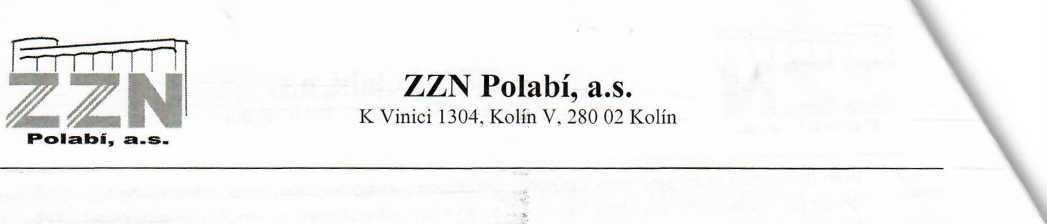 ZZN
Polabí, a.s.
ZZN Polabí, a.s.
K Vinici 1304, Kolín V, 280 02 Kolín